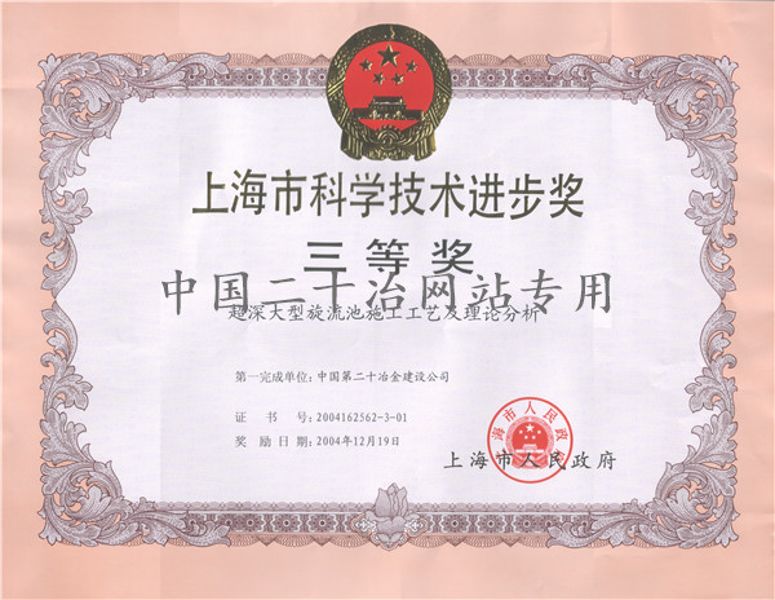 上海市科学技术进步奖
三等奖
中国二十冶网站专用
超深大型旋流池施工工艺及理论分析
第一完成单位：中国第二十冶金建设公司
证 书 号：2004162562-3-01
奖 励 日 期：2004年12月19日
上海市人民政府
上海市人民政府